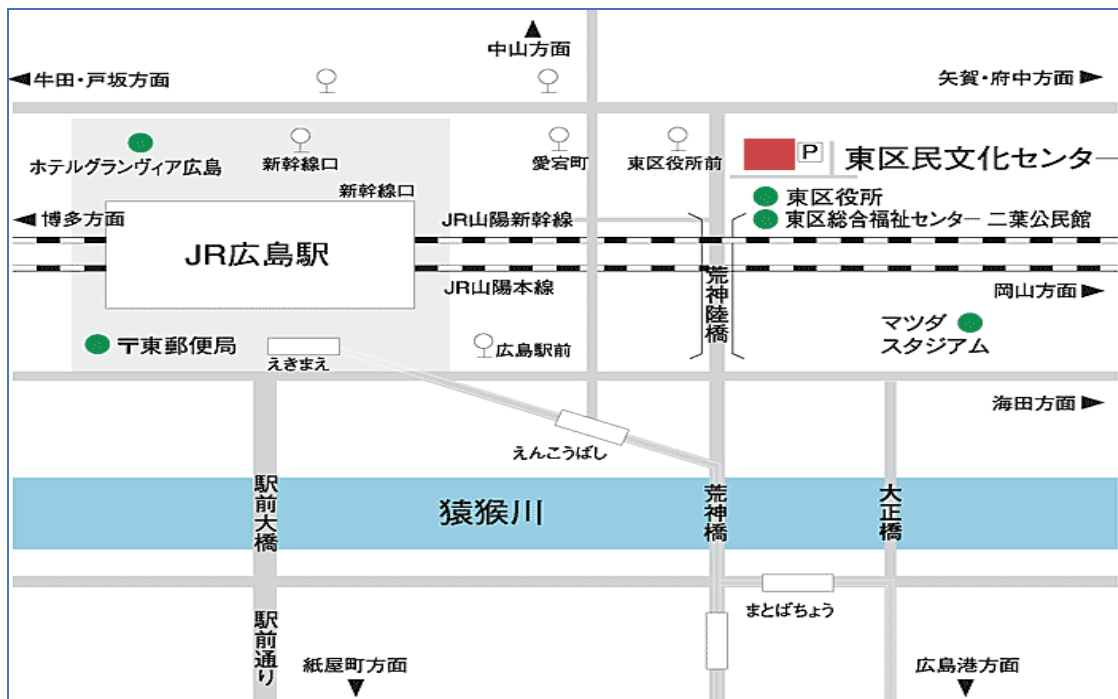 中山方面
牛田・戸坂方面
矢賀・府中方面
ホテルグランヴィア広島
新幹線口
愛宕町
東区役所前
P
東区民文化センター
新幹線口
東区役所
博多方面
JR山陽新幹線
東区総合福祉センター 二葉公民館
JR広島駅
JR山陽本線
荒神陸橋
岡山方面
〒東郵便局
えきまえ
広島駅前
マツダ
スタジアム
海田方面
えんこうばし
駅前大橋
猿猴川
荒神橋
大正橋
まとばちょう
駅前通り
紙屋町方面
広島港方面